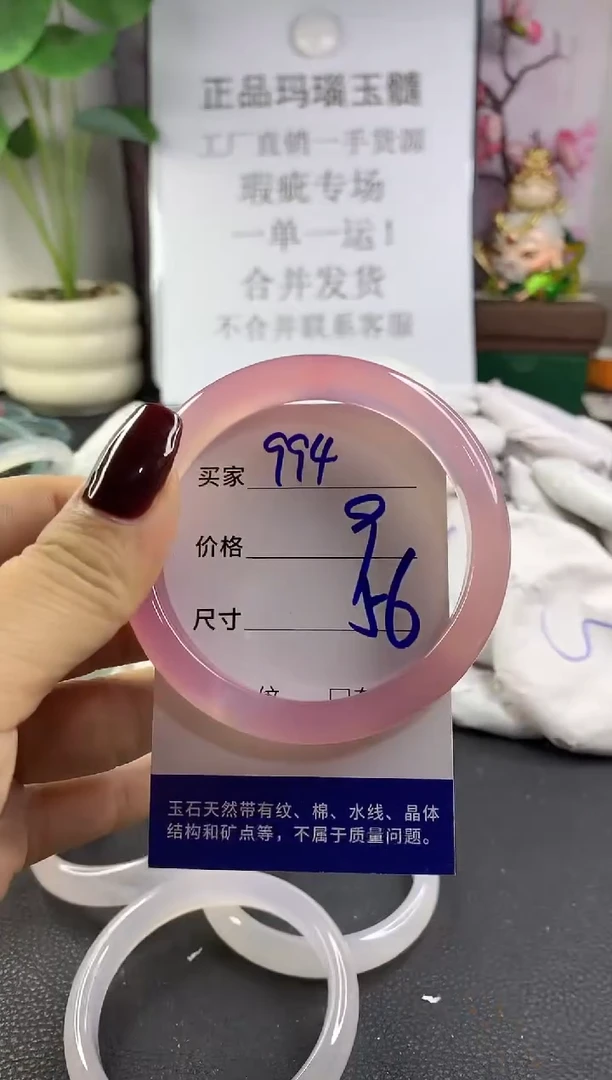 正品玛瑙玉髓
工厂直销一手货源
瑕疵专场
一单一运！
合并发货
不合并联系客服
买家 994
价格 9
尺寸 56
玉石天然带有纹、棉、水线、晶体
结构和矿点等，不属于质量问题。